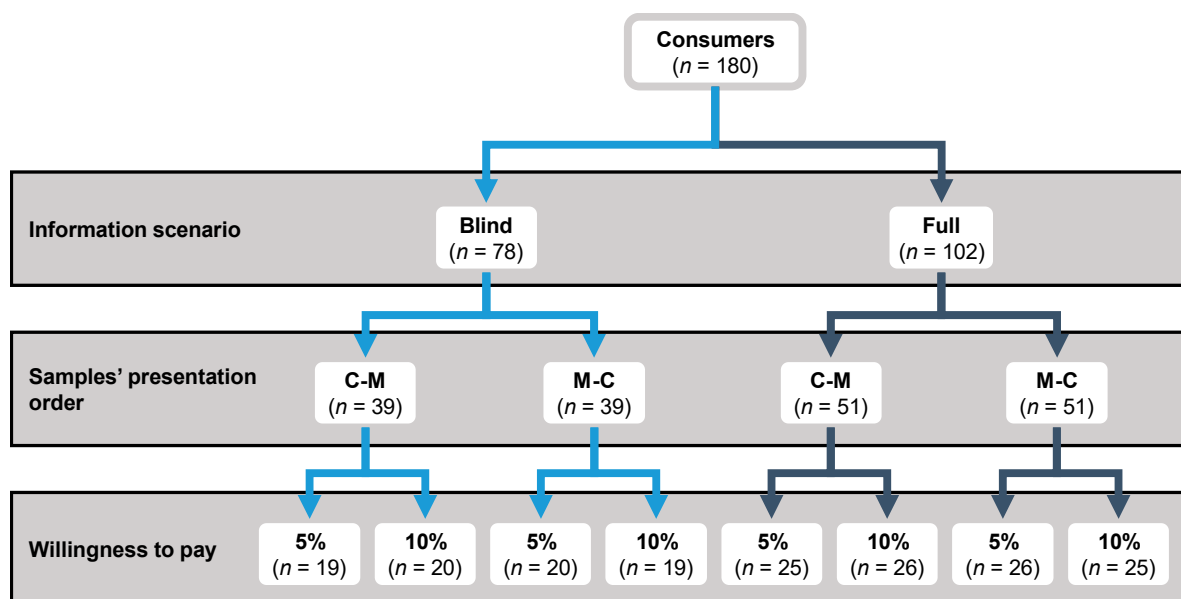 Consumers
(n = 180)
Information scenario
Blind
(n = 78)
Full
(n = 102)
Samples’ presentation
order
C-M
(n = 39)
M-C
(n = 39)
C-M
(n = 51)
M-C
(n = 51)
Willingness to pay
5%
(n = 19)
10%
(n = 20)
5%
(n = 20)
10%
(n = 19)
5%
(n = 25)
10%
(n = 26)
5%
(n = 26)
10%
(n = 25)